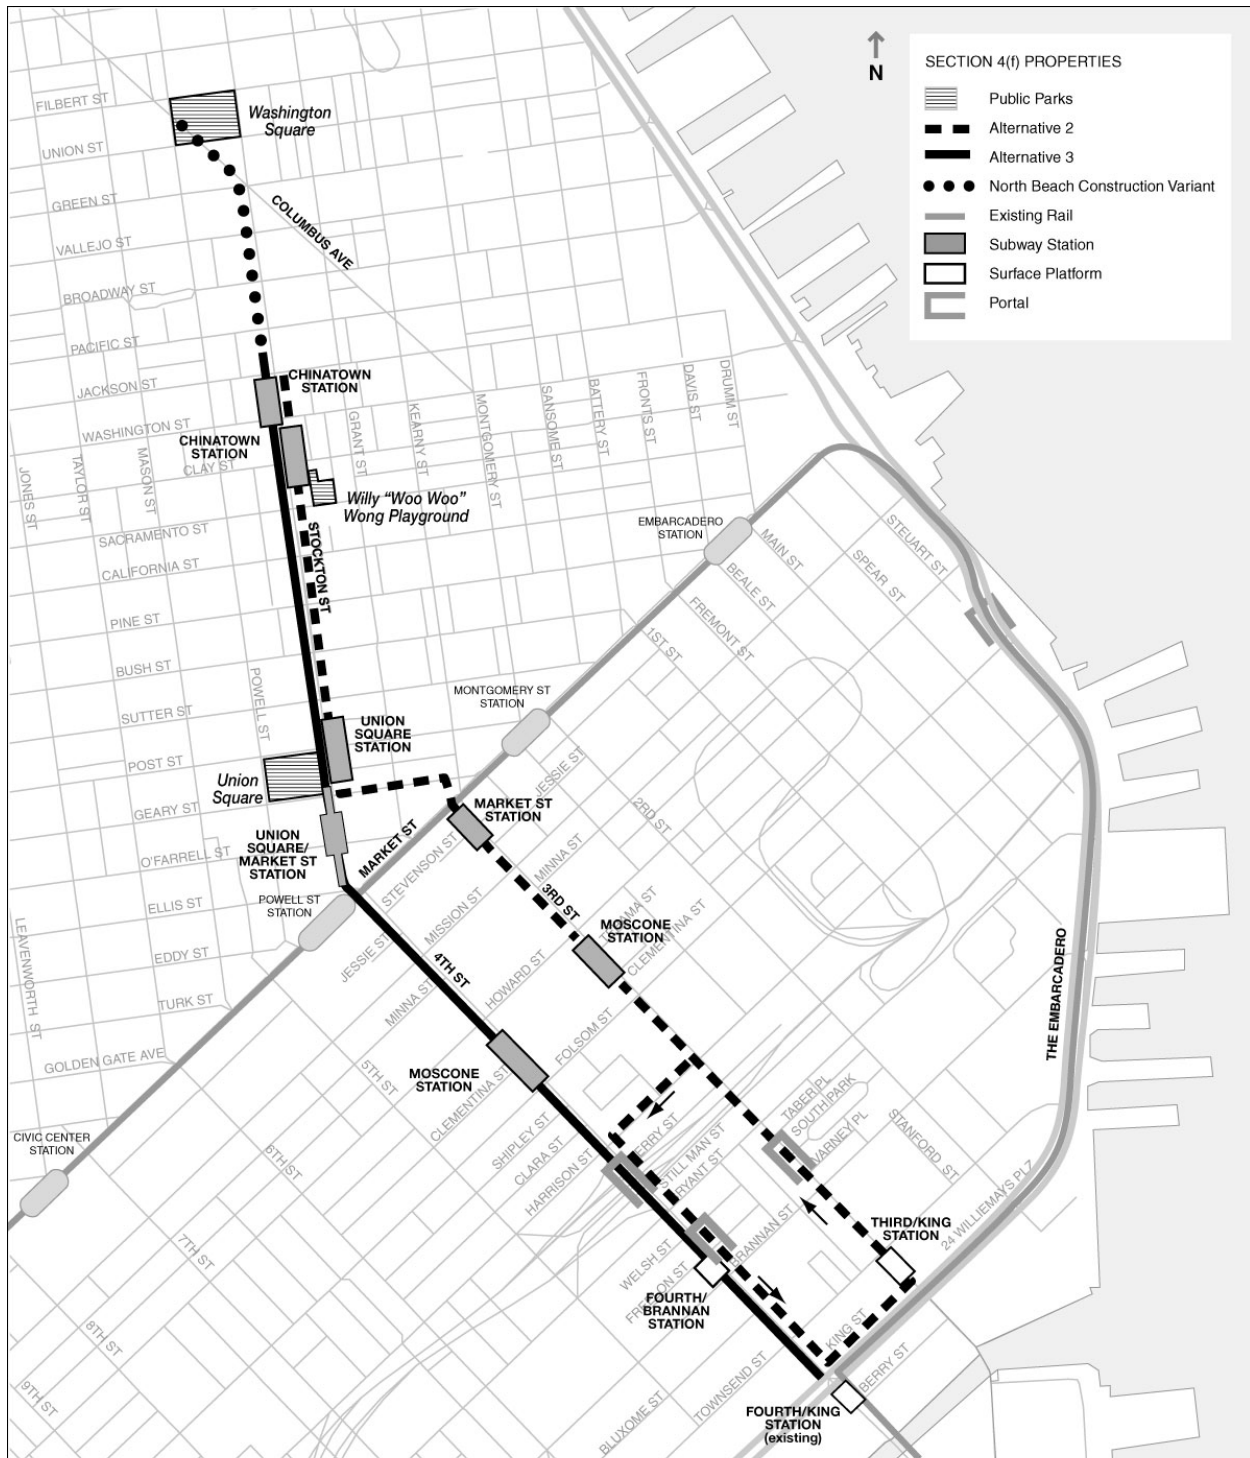 SECTION 4(f) PROPERTIES
Public Parks
Alternative 2
Alternative 3
North Beach Construction Variant
Existing Rail
Subway Station
Surface Platform
Portal
N
FILBERT ST
Washington
Square
UNION ST
GREEN ST
COLUMBUS AVE
VALLEJO ST
BROADWAY ST
PACIFIC ST
JACKSON ST
CHINATOWN
STATION
WASHINGTON ST
CHINATOWN
STATION
CLAY ST
JONES ST
TAYLOR ST
MASON ST
GRANT ST
KEARNY ST
MONTGOMERY ST
SANSOME ST
BATTERY ST
FRONTS ST
DAVIS ST
DRUMM ST
Willy “Woo Woo”
Wong Playground
SACRAMENTO ST
CALIFORNIA ST
STOCKTON ST
PINE ST
BUSH ST
POWELL ST
SUTTER ST
POST ST
GEARY ST
EMBARCADERO
STATION
MAIN ST
BEALE ST
FREMONT ST
1ST ST
SPEAR ST
STEUART ST
MONTGOMERY ST
STATION
UNION
SQUARE
STATION
Union
Square
UNION
SQUARE/
MARKET ST
STATION
O'FARRELL ST
MARKET ST
STATION
MARKET ST
JESSIE ST
2RD ST
STEVENSON ST
MINNA ST
POWELL ST
STATION
ELLIS ST
EDDY ST
TURK ST
LEAVENWORTH ST
GOLDEN GATE AVE
JESSIE ST
MISSION ST
3RD ST
MOSCONE
STATION
CLEMENTINA ST
4TH ST
MINNA ST
HOWARD ST
FOLSOM ST
MOSCONE
STATION
CLEMENTINA ST
5TH ST
6TH ST
7TH ST
8TH ST
9TH ST
CIVIC CENTER
STATION
SHIPLEY ST
CLARA ST
HARRISON ST
STILL MAN ST
TABER PL
SOUTH PARK
VARNEY PL
STANFORD ST
THE EMBARCADERO
BRANNAN ST
WELSH ST
THIRD/KING
STATION
24 WILLIEMAYS PLZ
FOURTH/
BRANNAN
STATION
KING ST
BERRY ST
TOWNSEND ST
BLUXOME ST
FOURTH/KING
STATION
(existing)